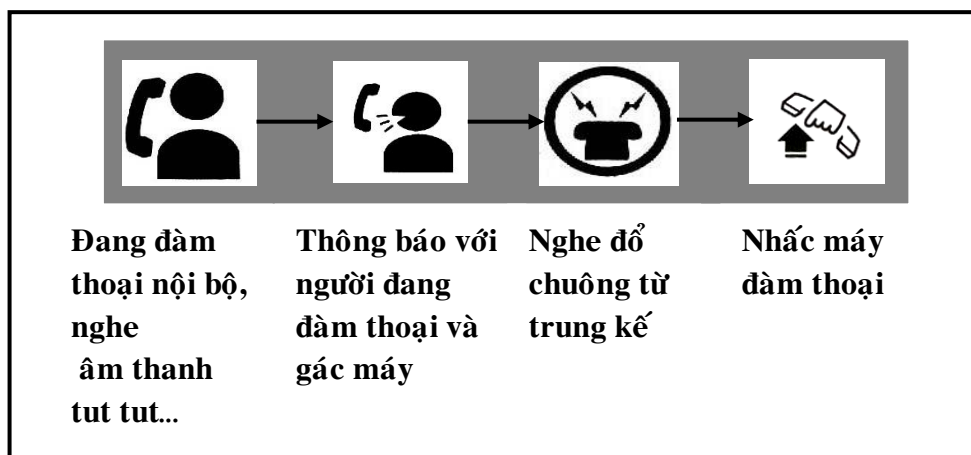 Đang đàm
thoại nội bộ,
nghe
âm thanh
tut tut...
Thông báo với
người đang
đàm thoại và
gác máy
Nghe đổ
chuông từ
trung kế
Nhấc máy
đàm thoại